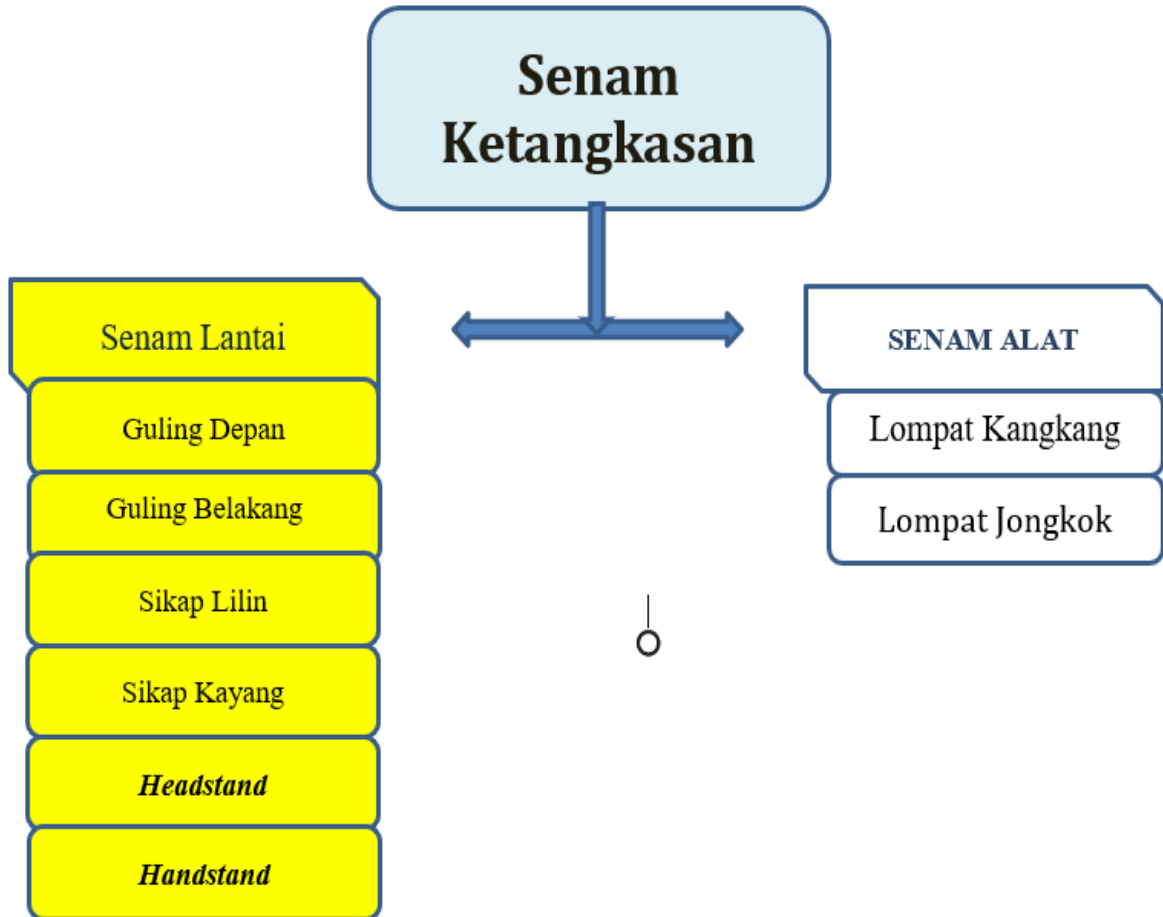 Senam
Ketangkasan
Senam Lantai
Guling Depan
Guling Belakang
Sikap Lilin
Sikap Kayang
Headstand
Handstand
SENAM ALAT
Lompat Kangkang
Lompat Jongkok